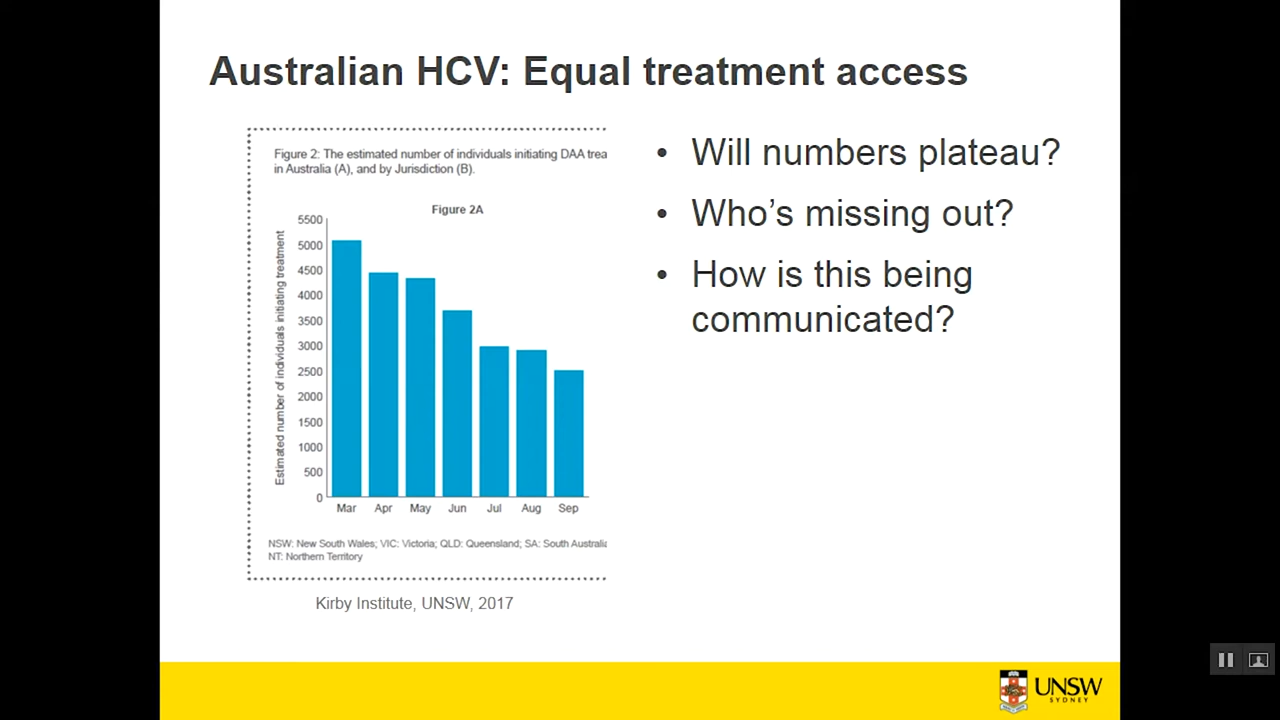 Australian HCV: Equal treatment access
Figure 2: The estimated number of individuals initiating DAA trea
in Australia (A), and by Jurisdiction (B).
Figure 2A
Estimated number of individuals initiating treatment
5500
5000
4500
4000
3500
3000
2500
2000
1500
1000
500
0
Mar Apr May Jun Jul Aug Sep
NSW: New South Wales; VIC: Victoria; QLD: Queensland; SA: South Australia
NT: Northern Territory
Kirby Institute, UNSW, 2017
• Will numbers plateau?
• Who’s missing out?
• How is this being
communicated?
UNSW
SYDNEY